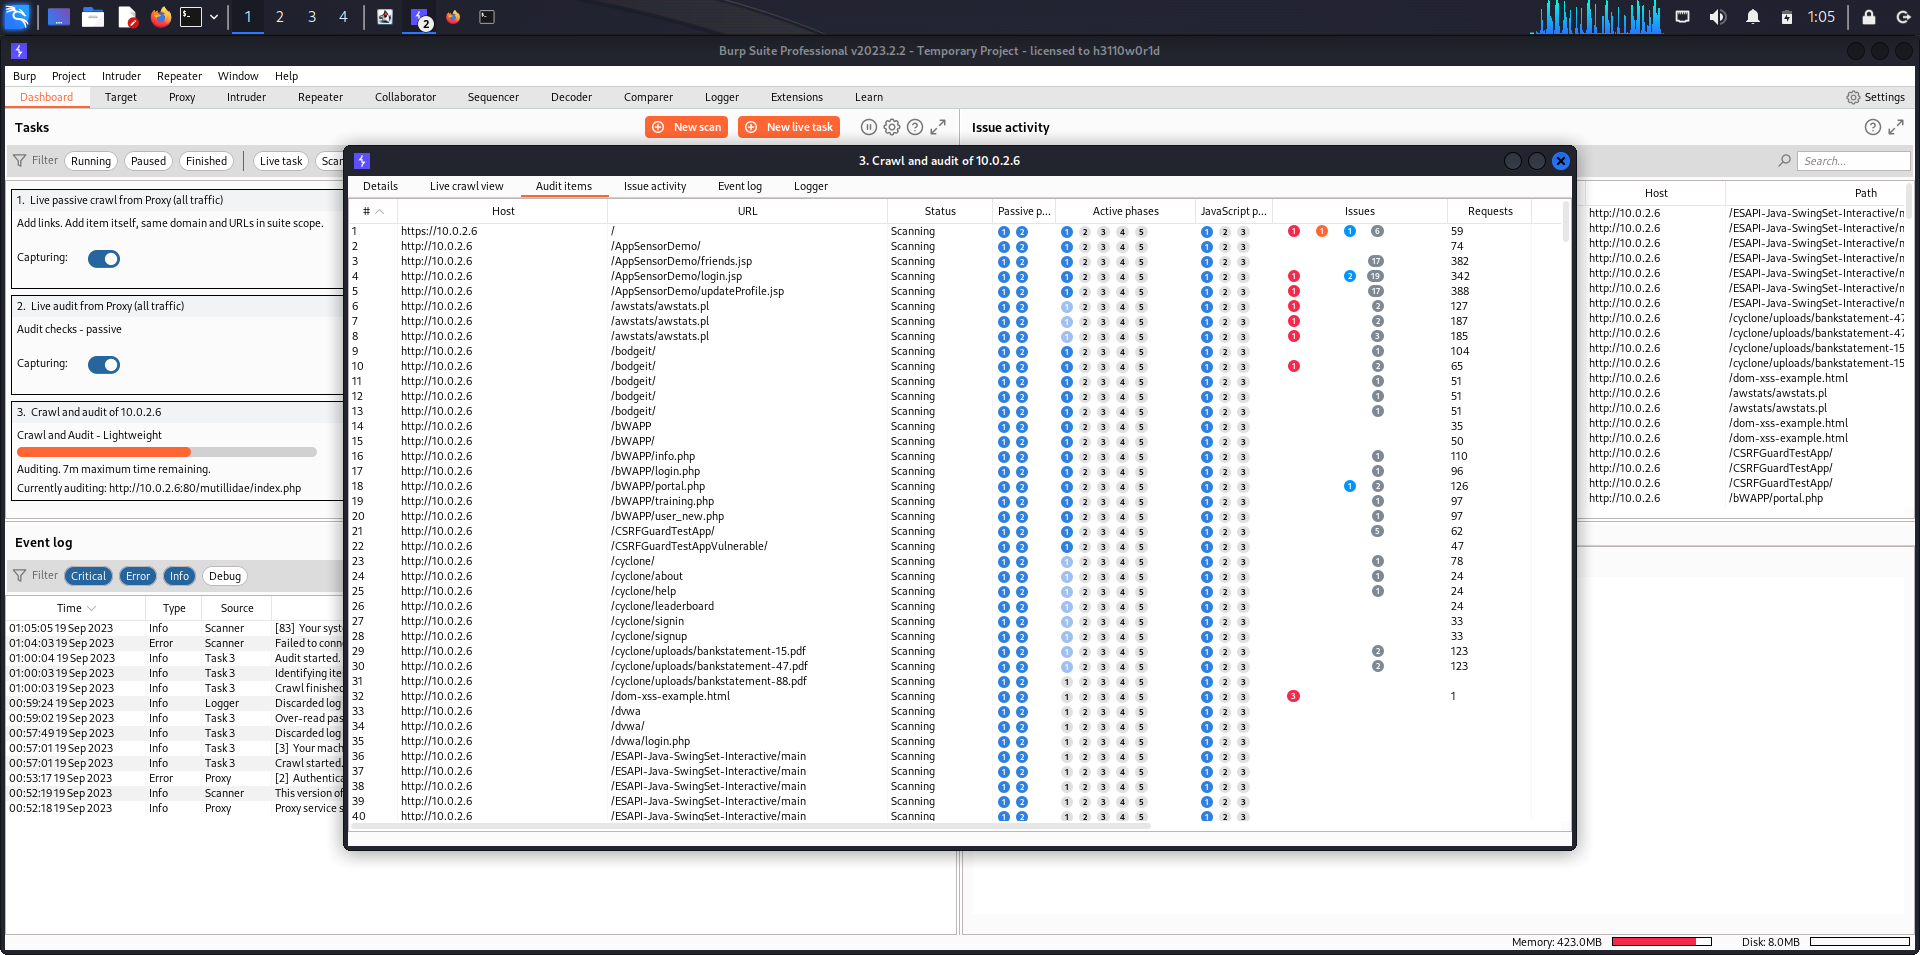 1 2 3 4 2 1:05
Burp Suite Professional v2023.2.2 - Temporary Project - licensed to h3110w0r1d
Burp Project Intruder Repeater Window Help
Dashboard Target Proxy Intruder Repeater Collaborator Sequencer Decoder Comparer Logger Extensions Learn Settings
Tasks New scan New live task
Filter Running Paused Finished Live task Scan
1. Live passive crawl from Proxy (all traffic)
Add links. Add item itself, same domain and URLs in suite scope.
Capturing:
2. Live audit from Proxy (all traffic)
Audit checks - passive
Capturing:
3. Crawl and audit of 10.0.2.6
Crawl and Audit - Lightweight
Auditing. 7m maximum time remaining.
Currently auditing: http://10.0.2.6:80/mutillidae/index.php
Event log
Filter Critical Error Info Debug
Time Type Source
01:05:05 19 Sep 2023 Info Scanner [83] Your syst
01:04:03 19 Sep 2023 Error Scanner Failed to conn
01:00:04 19 Sep 2023 Info Task 3 Audit started.
01:00:03 19 Sep 2023 Info Task 3 Identifying ite
01:00:03 19 Sep 2023 Info Task 3 Crawl finished
00:59:24 19 Sep 2023 Info Logger Discarded log
00:59:02 19 Sep 2023 Info Task 3 Over-read pas
00:57:49 19 Sep 2023 Info Task 3 Discarded log
00:57:01 19 Sep 2023 Info Task 3 [3] Your mach
00:57:01 19 Sep 2023 Info Task 3 Crawl started.
00:53:17 19 Sep 2023 Error Proxy [2] Authentica
00:52:19 19 Sep 2023 Info Scanner This version of
00:52:18 19 Sep 2023 Info Proxy Proxy service s
3. Crawl and audit of 10.0.2.6
Details Live crawl view Audit items Issue activity Event log Logger
# Host URL Status Passive p... Active phases JavaScript p... Issues Requests
1 https://10.0.2.6 / Scanning 1 2 1 2 3 4 5 1 2 3 1 1 1 6 59
2 http://10.0.2.6 /AppSensorDemo/ Scanning 1 2 1 2 3 4 5 1 2 3 74
3 http://10.0.2.6 /AppSensorDemo/friends.jsp Scanning 1 2 1 2 3 4 5 1 2 3 17 382
4 http://10.0.2.6 /AppSensorDemo/login.jsp Scanning 1 2 1 2 3 4 5 1 2 3 1 2 19 342
5 http://10.0.2.6 /AppSensorDemo/updateProfile.jsp Scanning 1 2 1 2 3 4 5 1 2 3 1 17 388
6 http://10.0.2.6 /awstats/awstats.pl Scanning 1 2 1 2 3 4 5 1 2 3 1 2 127
7 http://10.0.2.6 /awstats/awstats.pl Scanning 1 2 1 2 3 4 5 1 2 3 1 2 187
8 http://10.0.2.6 /awstats/awstats.pl Scanning 1 2 1 2 3 4 5 1 2 3 1 3 185
9 http://10.0.2.6 /bodgeit/ Scanning 1 2 1 2 3 4 5 1 2 3 1 104
10 http://10.0.2.6 /bodgeit/ Scanning 1 2 1 2 3 4 5 1 2 3 1 2 65
11 http://10.0.2.6 /bodgeit/ Scanning 1 2 1 2 3 4 5 1 2 3 1 51
12 http://10.0.2.6 /bodgeit/ Scanning 1 2 1 2 3 4 5 1 2 3 1 51
13 http://10.0.2.6 /bodgeit/ Scanning 1 2 1 2 3 4 5 1 2 3 1 51
14 http://10.0.2.6 /bWAPP Scanning 1 2 1 2 3 4 5 1 2 3 35
15 http://10.0.2.6 /bWAPP/ Scanning 1 2 1 2 3 4 5 1 2 3 50
16 http://10.0.2.6 /bWAPP/info.php Scanning 1 2 1 2 3 4 5 1 2 3 1 110
17 http://10.0.2.6 /bWAPP/login.php Scanning 1 2 1 2 3 4 5 1 2 3 1 96
18 http://10.0.2.6 /bWAPP/portal.php Scanning 1 2 1 2 3 4 5 1 2 3 1 2 126
19 http://10.0.2.6 /bWAPP/training.php Scanning 1 2 1 2 3 4 5 1 2 3 1 97
20 http://10.0.2.6 /bWAPP/user_new.php Scanning 1 2 1 2 3 4 5 1 2 3 1 97
21 http://10.0.2.6 /CSRFGuardTestApp/ Scanning 1 2 1 2 3 4 5 1 2 3 5 62
22 http://10.0.2.6 /CSRFGuardTestAppVulnerable/ Scanning 1 2 1 2 3 4 5 1 2 3 47
23 http://10.0.2.6 /cyclone/ Scanning 1 2 1 2 3 4 5 1 2 3 1 78
24 http://10.0.2.6 /cyclone/about Scanning 1 2 1 2 3 4 5 1 2 3 1 24
25 http://10.0.2.6 /cyclone/help Scanning 1 2 1 2 3 4 5 1 2 3 1 24
26 http://10.0.2.6 /cyclone/leaderboard Scanning 1 2 1 2 3 4 5 1 2 3 24
27 http://10.0.2.6 /cyclone/signin Scanning 1 2 1 2 3 4 5 1 2 3 33
28 http://10.0.2.6 /cyclone/signup Scanning 1 2 1 2 3 4 5 1 2 3 33
29 http://10.0.2.6 /cyclone/uploads/bankstatement-15.pdf Scanning 1 2 1 2 3 4 5 1 2 3 2 123
30 http://10.0.2.6 /cyclone/uploads/bankstatement-47.pdf Scanning 1 2 1 2 3 4 5 1 2 3 2 123
31 http://10.0.2.6 /cyclone/uploads/bankstatement-88.pdf Scanning 1 2 1 2 3 4 5 1 2 3
32 http://10.0.2.6 /dom-xss-example.html Scanning 1 2 1 2 3 4 5 1 2 3 3 1
33 http://10.0.2.6 /dvwa Scanning 1 2 1 2 3 4 5 1 2 3
34 http://10.0.2.6 /dvwa/ Scanning 1 2 1 2 3 4 5 1 2 3
35 http://10.0.2.6 /dvwa/login.php Scanning 1 2 1 2 3 4 5 1 2 3
36 http://10.0.2.6 /ESAPI-Java-SwingSet-Interactive/main Scanning 1 2 1 2 3 4 5 1 2 3
37 http://10.0.2.6 /ESAPI-Java-SwingSet-Interactive/main Scanning 1 2 1 2 3 4 5 1 2 3
38 http://10.0.2.6 /ESAPI-Java-SwingSet-Interactive/main Scanning 1 2 1 2 3 4 5 1 2 3
39 http://10.0.2.6 /ESAPI-Java-SwingSet-Interactive/main Scanning 1 2 1 2 3 4 5 1 2 3
40 http://10.0.2.6 /ESAPI-Java-SwingSet-Interactive/main Scanning 1 2 1 2 3 4 5 1 2 3
Issue activity
Search...
Host Path
http://10.0.2.6 /ESAPI-Java-SwingSet-Interactive/m
http://10.0.2.6 /ESAPI-Java-SwingSet-Interactive/m
http://10.0.2.6 /ESAPI-Java-SwingSet-Interactive/m
http://10.0.2.6 /ESAPI-Java-SwingSet-Interactive/m
http://10.0.2.6 /ESAPI-Java-SwingSet-Interactive/m
http://10.0.2.6 /ESAPI-Java-SwingSet-Interactive/m
http://10.0.2.6 /ESAPI-Java-SwingSet-Interactive/m
http://10.0.2.6 /cyclone/uploads/bankstatement-47
http://10.0.2.6 /cyclone/uploads/bankstatement-47
http://10.0.2.6 /cyclone/uploads/bankstatement-15
http://10.0.2.6 /cyclone/uploads/bankstatement-15
http://10.0.2.6 /dom-xss-example.html
http://10.0.2.6 /awstats/awstats.pl
http://10.0.2.6 /awstats/awstats.pl
http://10.0.2.6 /dom-xss-example.html
http://10.0.2.6 /dom-xss-example.html
http://10.0.2.6 /CSRFGuardTestApp/
http://10.0.2.6 /CSRFGuardTestApp/
http://10.0.2.6 /CSRFGuardTestApp/
http://10.0.2.6 /bWAPP/portal.php
Memory: 423.0MB Disk: 8.0MB